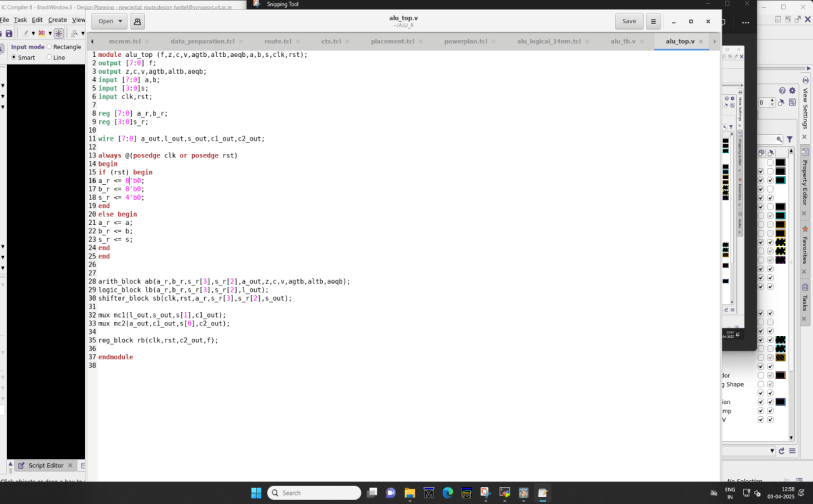 IC Compiler II - BlockWindow.3 - Design Planning - new:initial_route.design
Snipping Tool
File Task Edit Create View
Open
alu_top.v
~/ALU_8
Save
Input mode
Rectangle
Smart
Line
mcmm.tcl
data_preparation.tcl
route.tcl
cts.tcl
placement.tcl
powerplan.tcl
alu_logical_14nm.tcl
alu_tb.v
alu_top.v
1 module alu_top (f,z,c,v,agtb,altb,aeqb,a,b,s,clk,rst);
2 output [7:0] f;
3 output z,c,v,agtb,altb,aeqb;
4 input [7:0] a,b;
5 input [3:0]s;
6 input clk,rst;
7
8 reg [7:0] a_r,b_r;
9 reg [3:0]s_r;
10
11 wire [7:0] a_out,l_out,s_out,c1_out,c2_out;
12
13 always @(posedge clk or posedge rst)
14 begin
15 if (rst) begin
16 a_r <= 8'b0;
17 b_r <= 8'b0;
18 s_r <= 4'b0;
19 end
20 else begin
21 a_r <= a;
22 b_r <= b;
23 s_r <= s;
24 end
25 end
26
27
28 arith_block ab(a_r,b_r,s_r[3],s_r[2],a_out,z,c,v,agtb,altb,aeqb);
29 logic_block lb(a_r,b_r,s_r[3],s_r[2],l_out);
30 shifter_block sb(clk,rst,a_r,s_r[3],s_r[2],s_out);
31
32 mux mc1(l_out,s_out,s[1],c1_out);
33 mux mc2(a_out,c1_out,s[0],c2_out);
34
35 reg_block rb(clk,rst,c2_out,f);
36
37 endmodule
38
View Settings
Property Editor
Favorites
Tasks
Script Editor
No Selection
Search
ENG
IN
12:58
03-04-2025